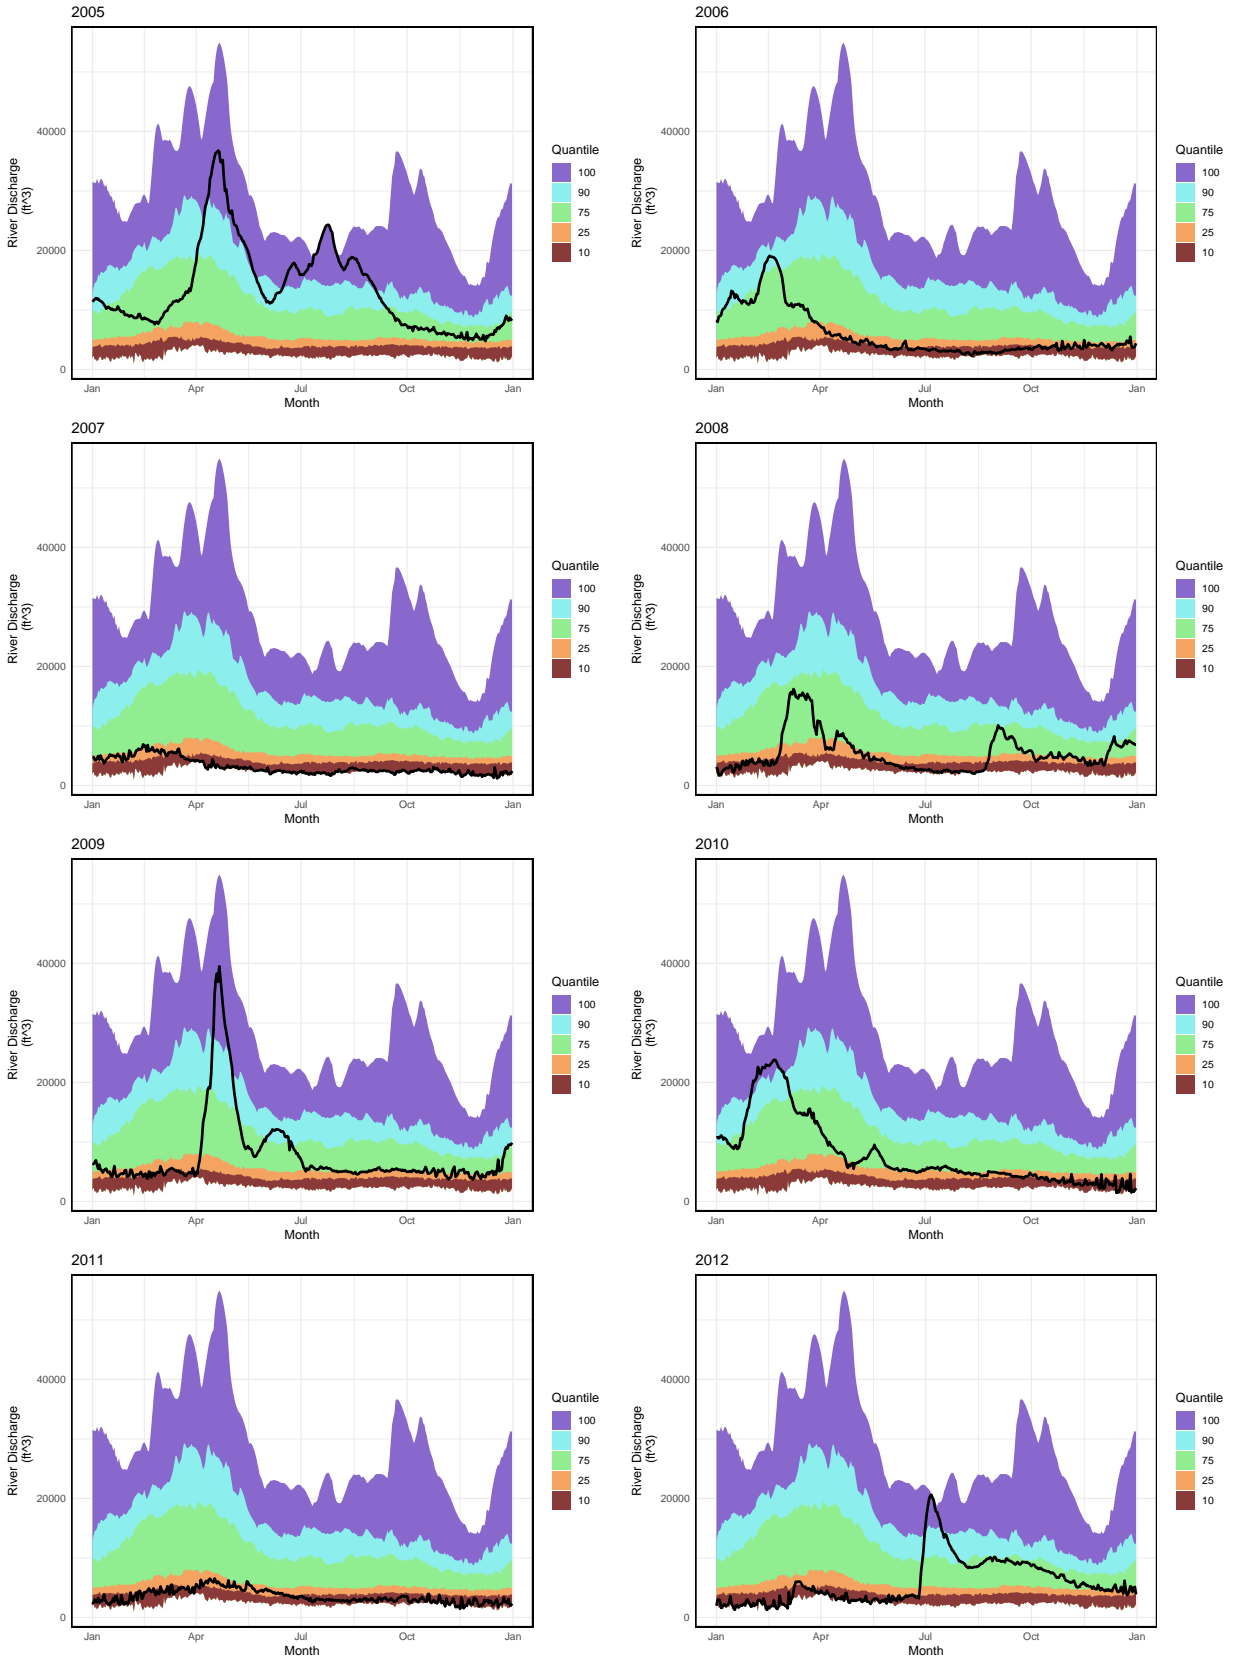 2005
2006
40000
20000
0
River Discharge
(ft^3)
Jan
Apr
Jul
Oct
Jan
Month
Quantile
100
90
75
25
10
40000
20000
0
River Discharge
(ft^3)
Jan
Apr
Jul
Oct
Jan
Month
Quantile
100
90
75
25
10
2007
2008
40000
20000
0
River Discharge
(ft^3)
Jan
Apr
Jul
Oct
Jan
Month
Quantile
100
90
75
25
10
40000
20000
0
River Discharge
(ft^3)
Jan
Apr
Jul
Oct
Jan
Month
Quantile
100
90
75
25
10
2009
2010
40000
20000
0
River Discharge
(ft^3)
Jan
Apr
Jul
Oct
Jan
Month
Quantile
100
90
75
25
10
40000
20000
0
River Discharge
(ft^3)
Jan
Apr
Jul
Oct
Jan
Month
Quantile
100
90
75
25
10
2011
2012
40000
20000
0
River Discharge
(ft^3)
Jan
Apr
Jul
Oct
Jan
Month
Quantile
100
90
75
25
10
40000
20000
0
River Discharge
(ft^3)
Jan
Apr
Jul
Oct
Jan
Month
Quantile
100
90
75
25
10